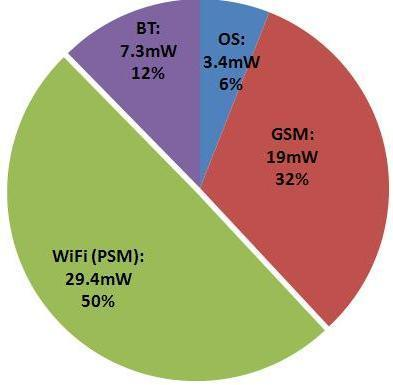 BT:
7.3mW
12%
OS:
3.4mW
6%
GSM:
19mW
32%
WiFi (PSM):
29.4mW
50%